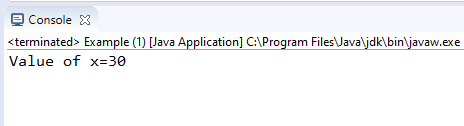 Console
<terminated> Example (1) [Java Application] C:\Program Files\Java\jdk\bin\javaw.exe
Value of x=30